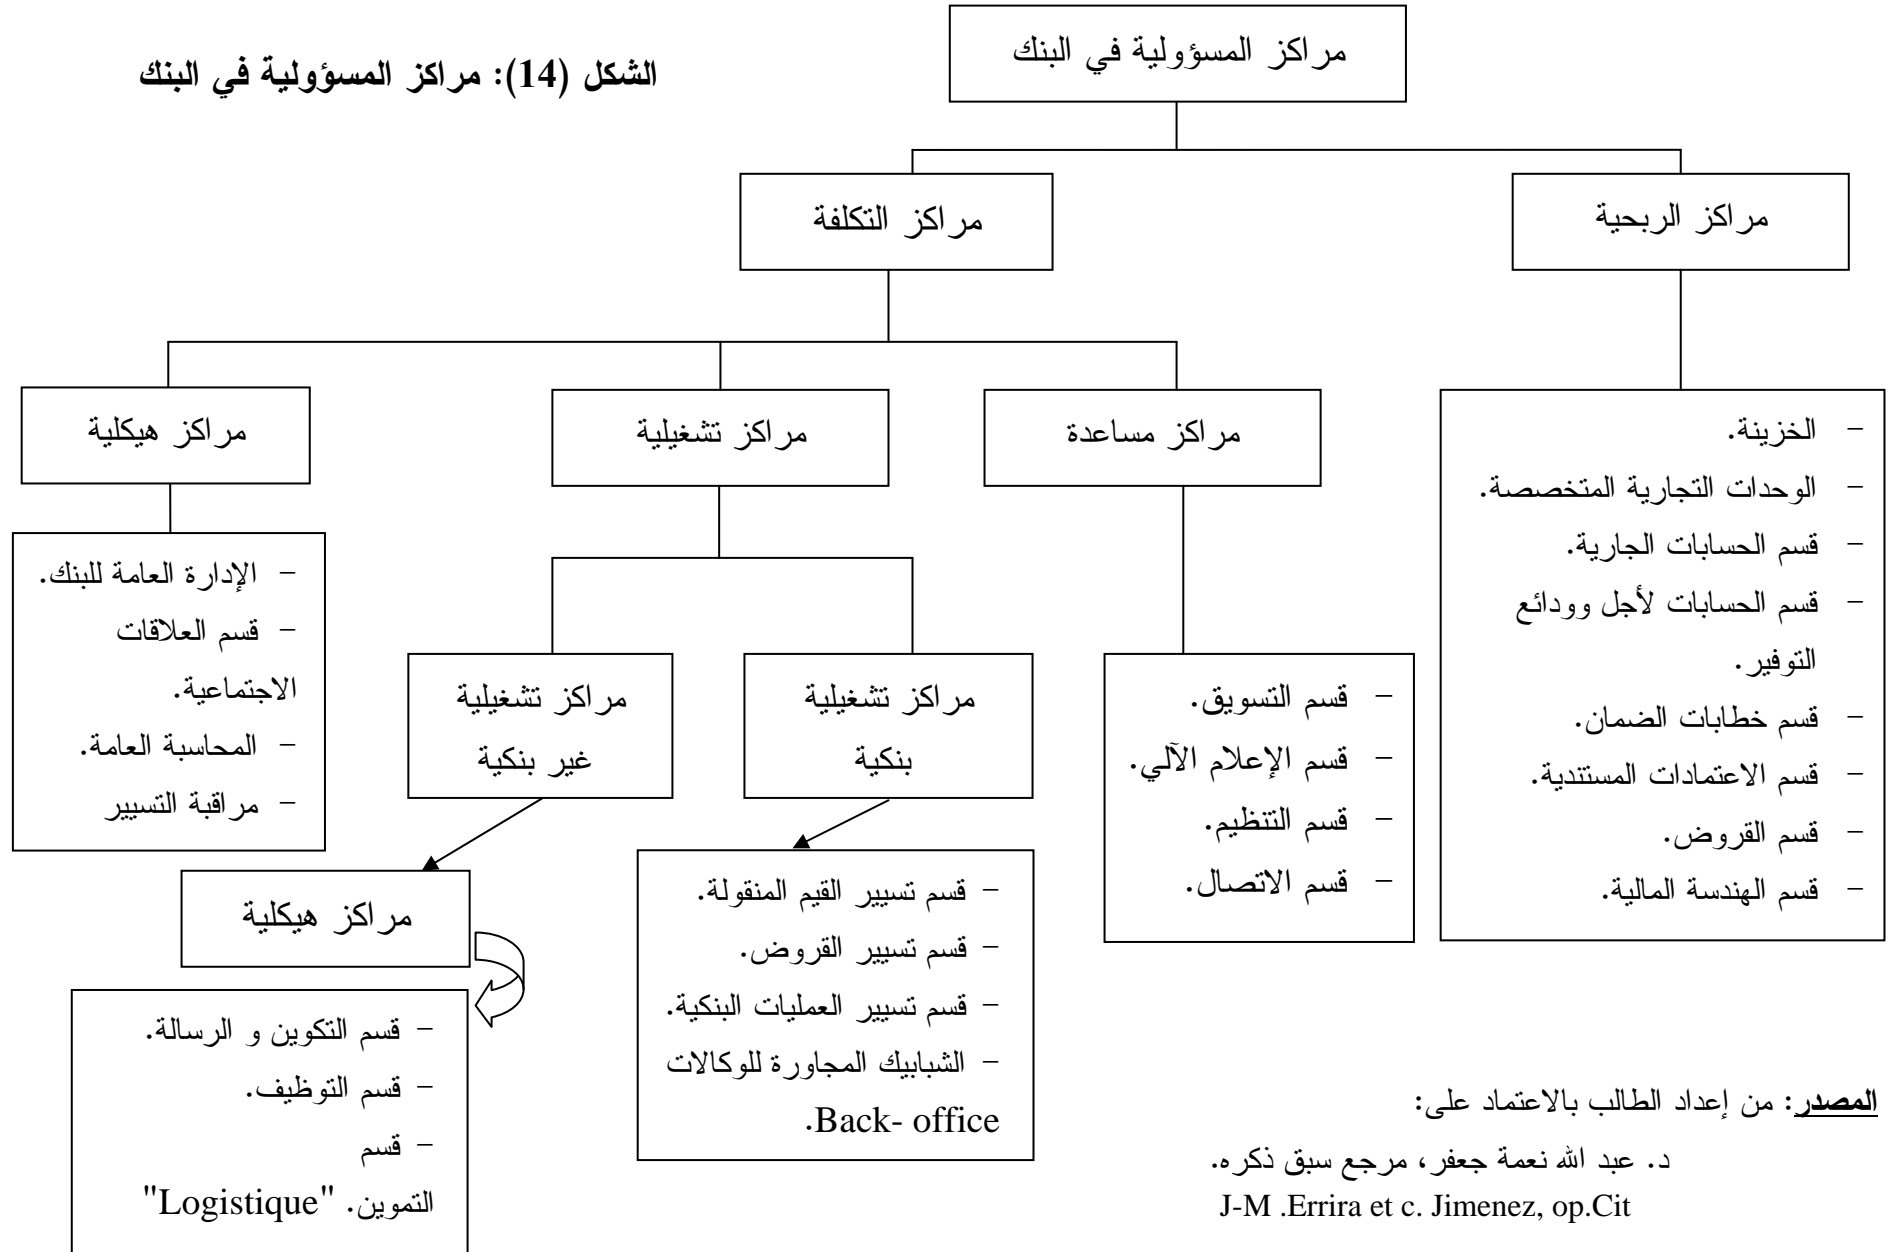 الشكل (14): مراكز المسؤولية في البنك
مراكز المسؤولية في البنك
مراكز الربحية
مراكز التكلفة
- الخزينة.
- الوحدات التجارية المتخصصة.
- قسم الحسابات الجارية.
- قسم الحسابات لأجل وودائع
التوفير.
- قسم خطابات الضمان.
- قسم الاعتمادات المستندية.
- قسم القروض.
- قسم الهندسة المالية.
مراكز مساعدة
مراكز تشغيلية
مراكز هيكلية
- قسم التسويق.
- قسم الإعلام الآلي.
- قسم التنظيم.
- قسم الاتصال.
مراكز تشغيلية
بنكية
مراكز تشغيلية
غير بنكية
- الإدارة العامة للبنك.
- قسم العلاقات
الاجتماعية.
- المحاسبة العامة.
- مراقبة التسيير
- قسم تسيير القيم المنقولة.
- قسم تسيير القروض.
- قسم تسيير العمليات البنكية.
- الشبابيك المجاورة للوكالات
Back- office.
مراكز هيكلية
- قسم التكوين و الرسالة.
- قسم التوظيف.
- قسم
التموين. "Logistique"
المصدر: من إعداد الطالب بالاعتماد على:
د. عبد الله نعمة جعفر، مرجع سبق ذكره.
J-M .Errira et c. Jimenez, op.Cit